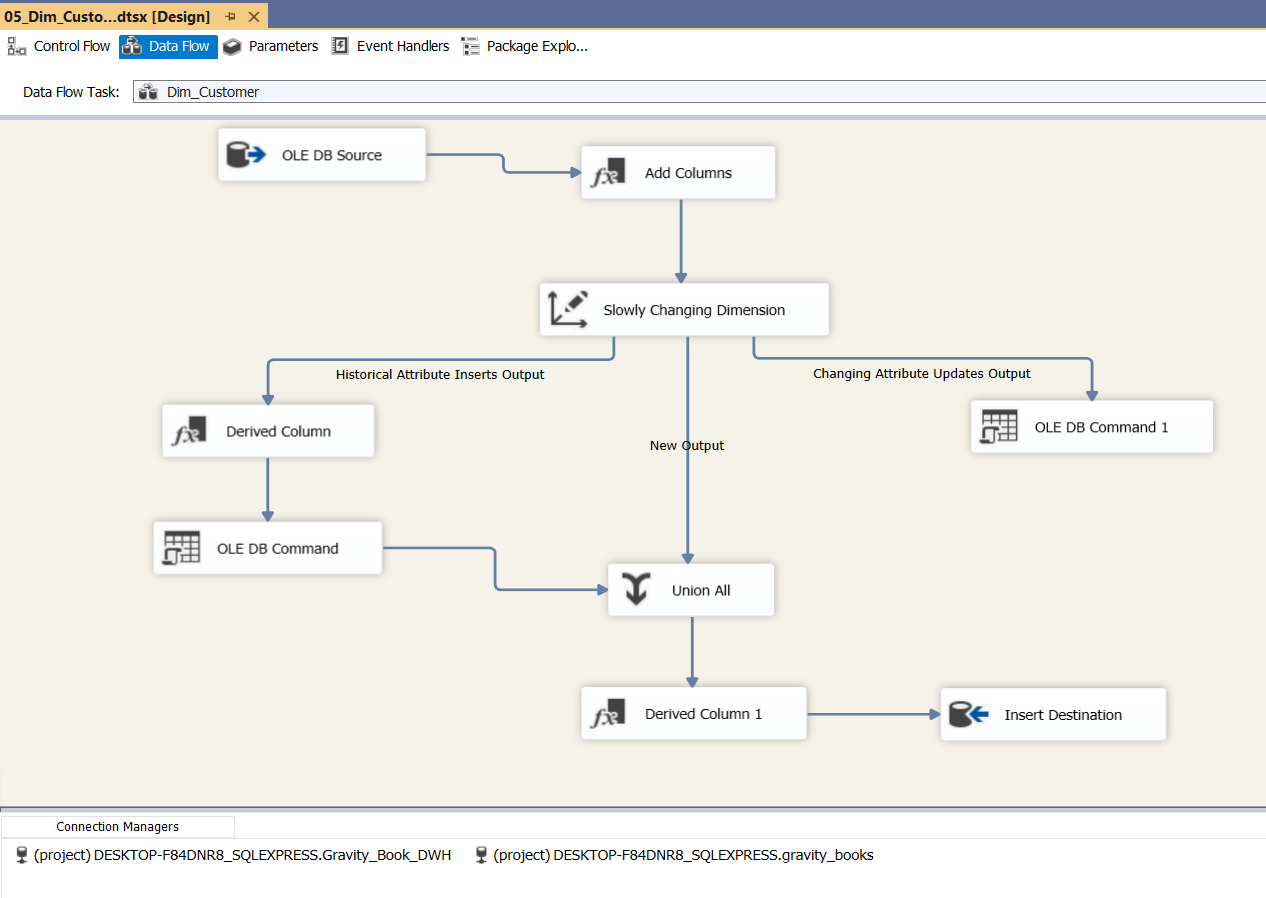 05_Dim_Custo...dtsx [Design]
Control Flow Data Flow Parameters Event Handlers Package Explo...
Data Flow Task: Dim_Customer
OLE DB Source
fx Add Columns
Slowly Changing Dimension
Historical Attribute Inserts Output
Changing Attribute Updates Output
fx Derived Column
OLE DB Command 1
New Output
OLE DB Command
Union All
fx Derived Column 1
Insert Destination
Connection Managers
(project) DESKTOP-F84DNR8_SQLEXPRESS.Gravity_Book_DWH (project) DESKTOP-F84DNR8_SQLEXPRESS.gravity_books